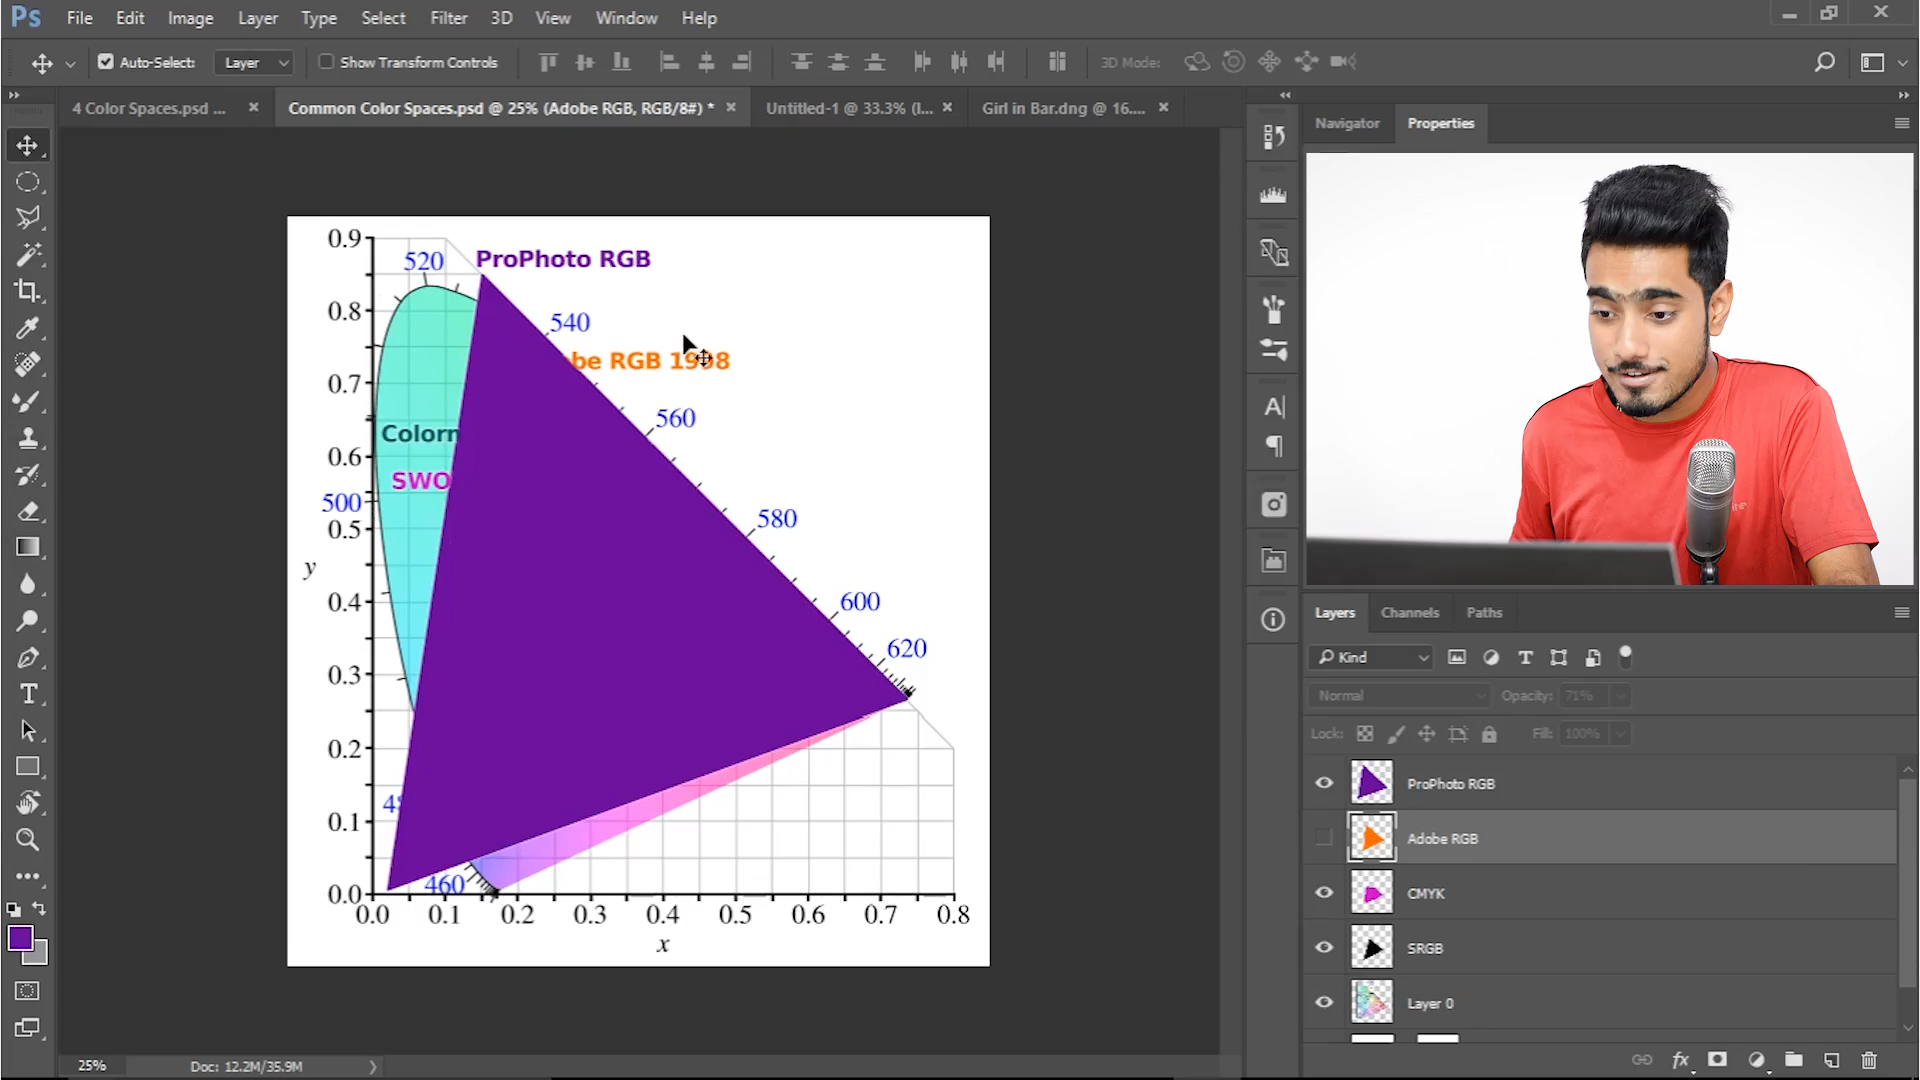 Ps File Edit Image Layer Type Select Filter 3D View Window Help
Auto-Select: Layer Show Transform Controls 3D Mode:
4 Color Spaces.psd ... Common Color Spaces.psd @ 25% (Adobe RGB, RGB/8#) * Untitled-1 @ 33.3% (l... Girl in Bar.dng @ 16....
Navigator Properties
0.9
520
ProPhoto RGB
0.8
540
be RGB 1998
0.7
560
0.6
Color
SWO
500
0.5
580
y
0.4
600
620
0.3
0.2
0.1
460
0.0
0.0 0.1 0.2 0.3 0.4 0.5 0.6 0.7 0.8
x
Layers Channels Paths
Kind
Normal Opacity: 71%
Lock: Fill: 100%
ProPhoto RGB
Adobe RGB
CMYK
SRGB
Layer 0
fx
25% Doc: 12.2M/35.9M